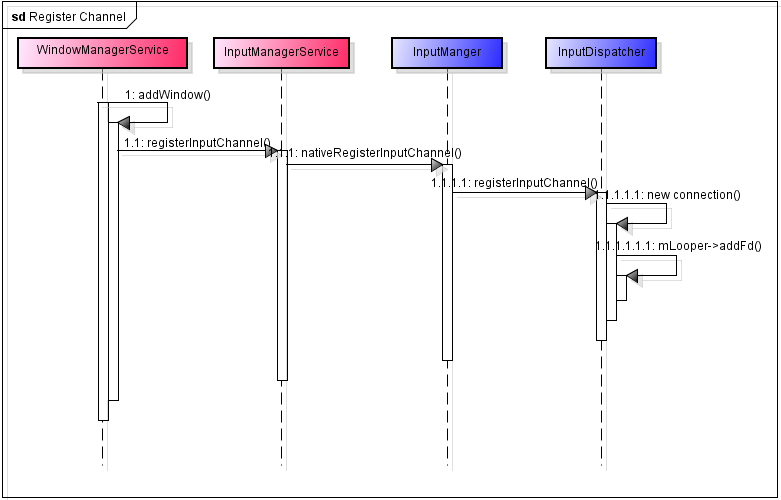 sd Register Channel
WindowManagerService
InputManagerService
InputManger
InputDispatcher
1: addWindow()
1.1: registerInputChannel()
1.1.1: nativeRegisterInputChannel()
1.1.1.1: registerInputChannel()
1.1.1.1.1: new connection()
1.1.1.1.1.1: mLooper->addFd()